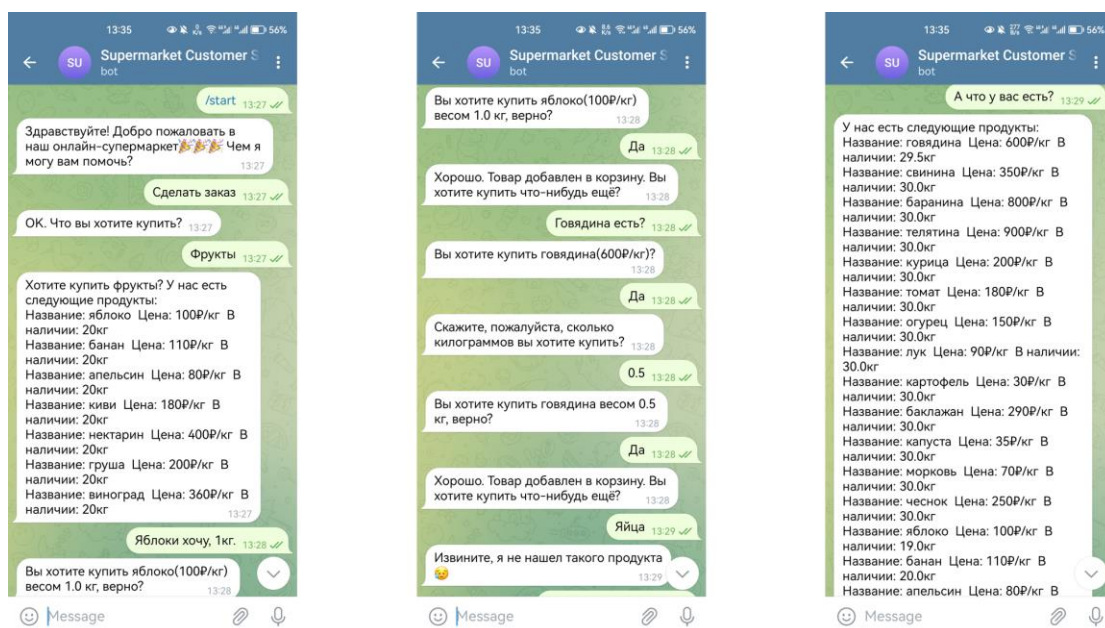 13:35
56%
SU
Supermarket Customer S
bot
/start 13:27
Здравствуйте! Добро пожаловать в
наш онлайн-супермаркет🎉🎉🎉 Чем я
могу вам помочь?
13:27
Сделать заказ 13:27
OK. Что вы хотите купить? 13:27
Фрукты 13:27
Хотите купить фрукты? У нас есть
следующие продукты:
Название: яблоко Цена: 100₽/кг В
наличии: 20кг
Название: банан Цена: 110₽/кг В
наличии: 20кг
Название: апельсин Цена: 80₽/кг В
наличии: 20кг
Название: киви Цена: 180₽/кг В
наличии: 20кг
Название: нектарин Цена: 400₽/кг В
наличии: 20кг
Название: груша Цена: 200₽/кг В
наличии: 20кг
Название: виноград Цена: 360₽/кг В
наличии: 20кг
13:27
Яблоки хочу, 1кг. 13:28
Вы хотите купить яблоко(100₽/кг)
весом 1.0 кг, верно? 13:28
Message
13:35
56%
SU
Supermarket Customer S
bot
Вы хотите купить яблоко(100₽/кг)
весом 1.0 кг, верно? 13:28
Да 13:28
Хорошо. Товар добавлен в корзину. Вы
хотите купить что-нибудь ещё? 13:28
Говядина есть? 13:28
Вы хотите купить говядина(600₽/кг)?
13:28
Да 13:28
Скажите, пожалуйста, сколько
килограммов вы хотите купить? 13:28
0.5 13:28
Вы хотите купить говядина весом 0.5
кг, верно? 13:28
Да 13:28
Хорошо. Товар добавлен в корзину. Вы
хотите купить что-нибудь ещё? 13:28
Яйца 13:29
Извините, я не нашел такого продукта
😥 13:29
Message
13:35
56%
SU
Supermarket Customer S
bot
А что у вас есть? 13:29
У нас есть следующие продукты:
Название: говядина Цена: 600₽/кг В
наличии: 29.5кг
Название: свинина Цена: 350₽/кг В
наличии: 30.0кг
Название: баранина Цена: 800₽/кг В
наличии: 30.0кг
Название: телятина Цена: 900₽/кг В
наличии: 30.0кг
Название: курица Цена: 200₽/кг В
наличии: 30.0кг
Название: томат Цена: 180₽/кг В
наличии: 30.0кг
Название: огурец Цена: 150₽/кг В
наличии: 30.0кг
Название: лук Цена: 90₽/кг В наличии:
30.0кг
Название: картофель Цена: 30₽/кг В
наличии: 30.0кг
Название: баклажан Цена: 290₽/кг В
наличии: 30.0кг
Название: капуста Цена: 35₽/кг В
наличии: 30.0кг
Название: морковь Цена: 70₽/кг В
наличии: 30.0кг
Название: чеснок Цена: 250₽/кг В
наличии: 30.0кг
Название: яблоко Цена: 100₽/кг В
наличии: 19.0кг
Название: банан Цена: 110₽/кг В
наличии: 20.0кг
Название: апельсин Цена: 80₽/кг В
Message